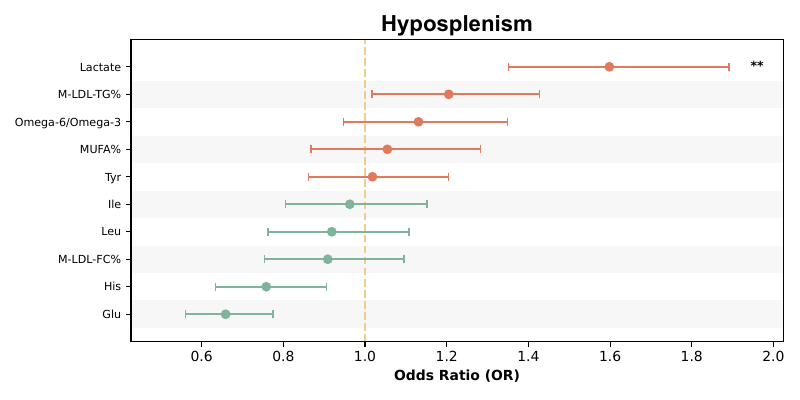 Hyposplenism
Lactate
**
M-LDL-TG%
Omega-6/Omega-3
MUFA%
Tyr
Ile
Leu
M-LDL-FC%
His
Glu
0.6 0.8 1.0 1.2 1.4 1.6 1.8 2.0
Odds Ratio (OR)